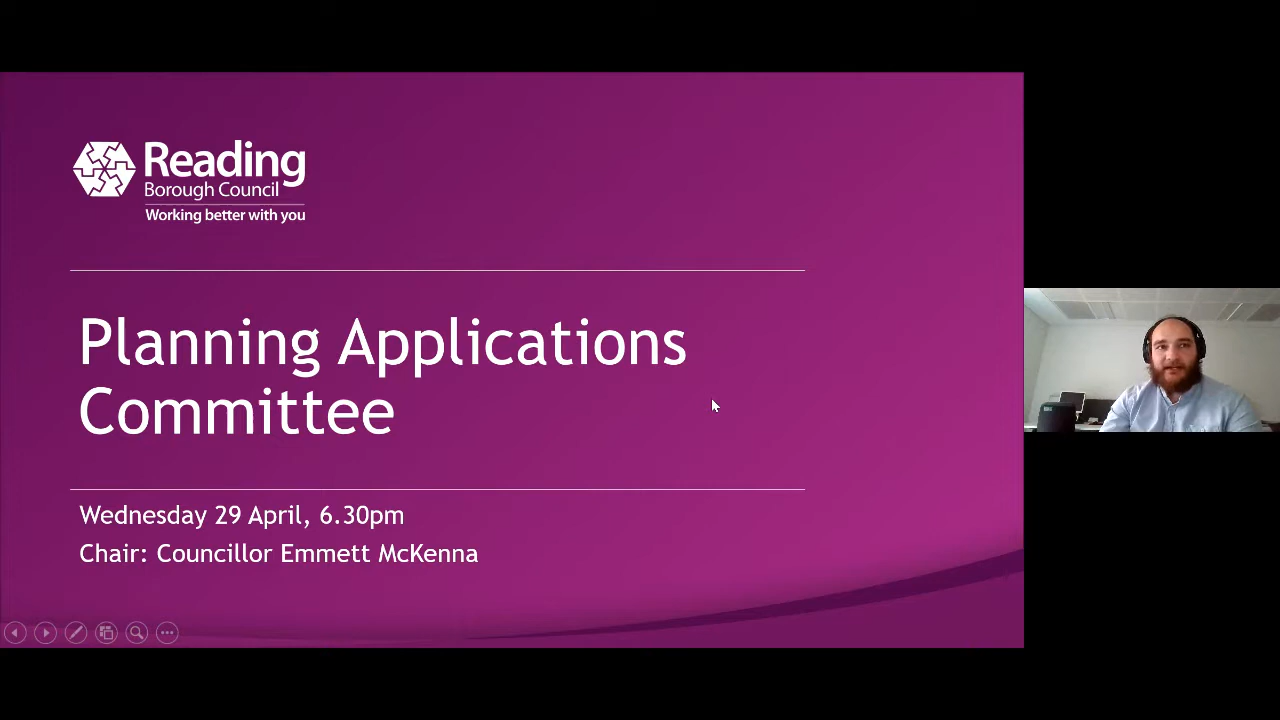 Reading
Borough Council
Working better with you
Planning Applications
Committee
Wednesday 29 April, 6.30pm
Chair: Councillor Emmett McKenna